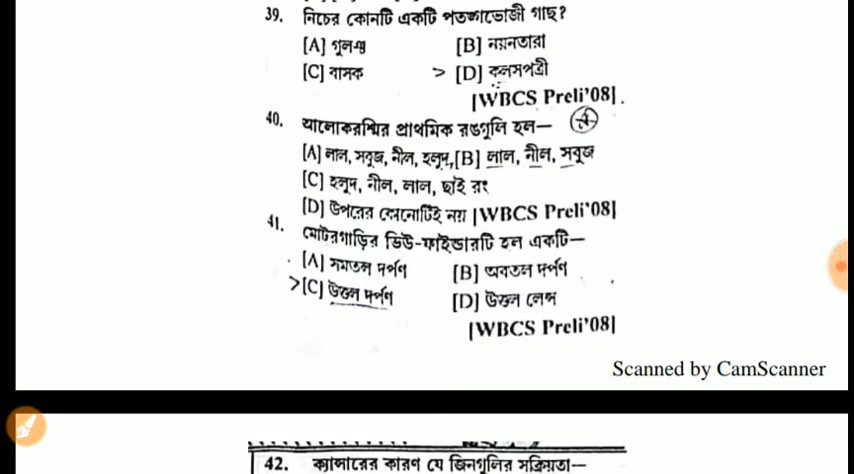 39. নিচের কোনটি একটি পতঙ্গভোজী গাছ?
[A] গুলঞ্চ [B] নয়নতারা
[C] বাসক > [D] কলসপত্রী
[WBCS Preli'08].
40. আলোকরশ্মির প্রাথমিক রঙগুলি হল—
[A] লাল, সবুজ, নীল, হলুদ, [B] লাল, নীল, সবুজ
[C] হলুদ, নীল, লাল, ছাই রং
[D] উপরের কোনোটিই নয় [WBCS Preli'08]
41. মোটরগাড়ির ভিউ-ফাইন্ডারটি হল একটি—
[A] সমতল দর্পণ [B] অবতল দর্পণ
>[C] উত্তল দর্পণ [D] উত্তল লেন্স
[WBCS Preli'08]
Scanned by CamScanner
42. ক্যান্সারের কারণ যে জিনগুলির সক্রিয়তা—